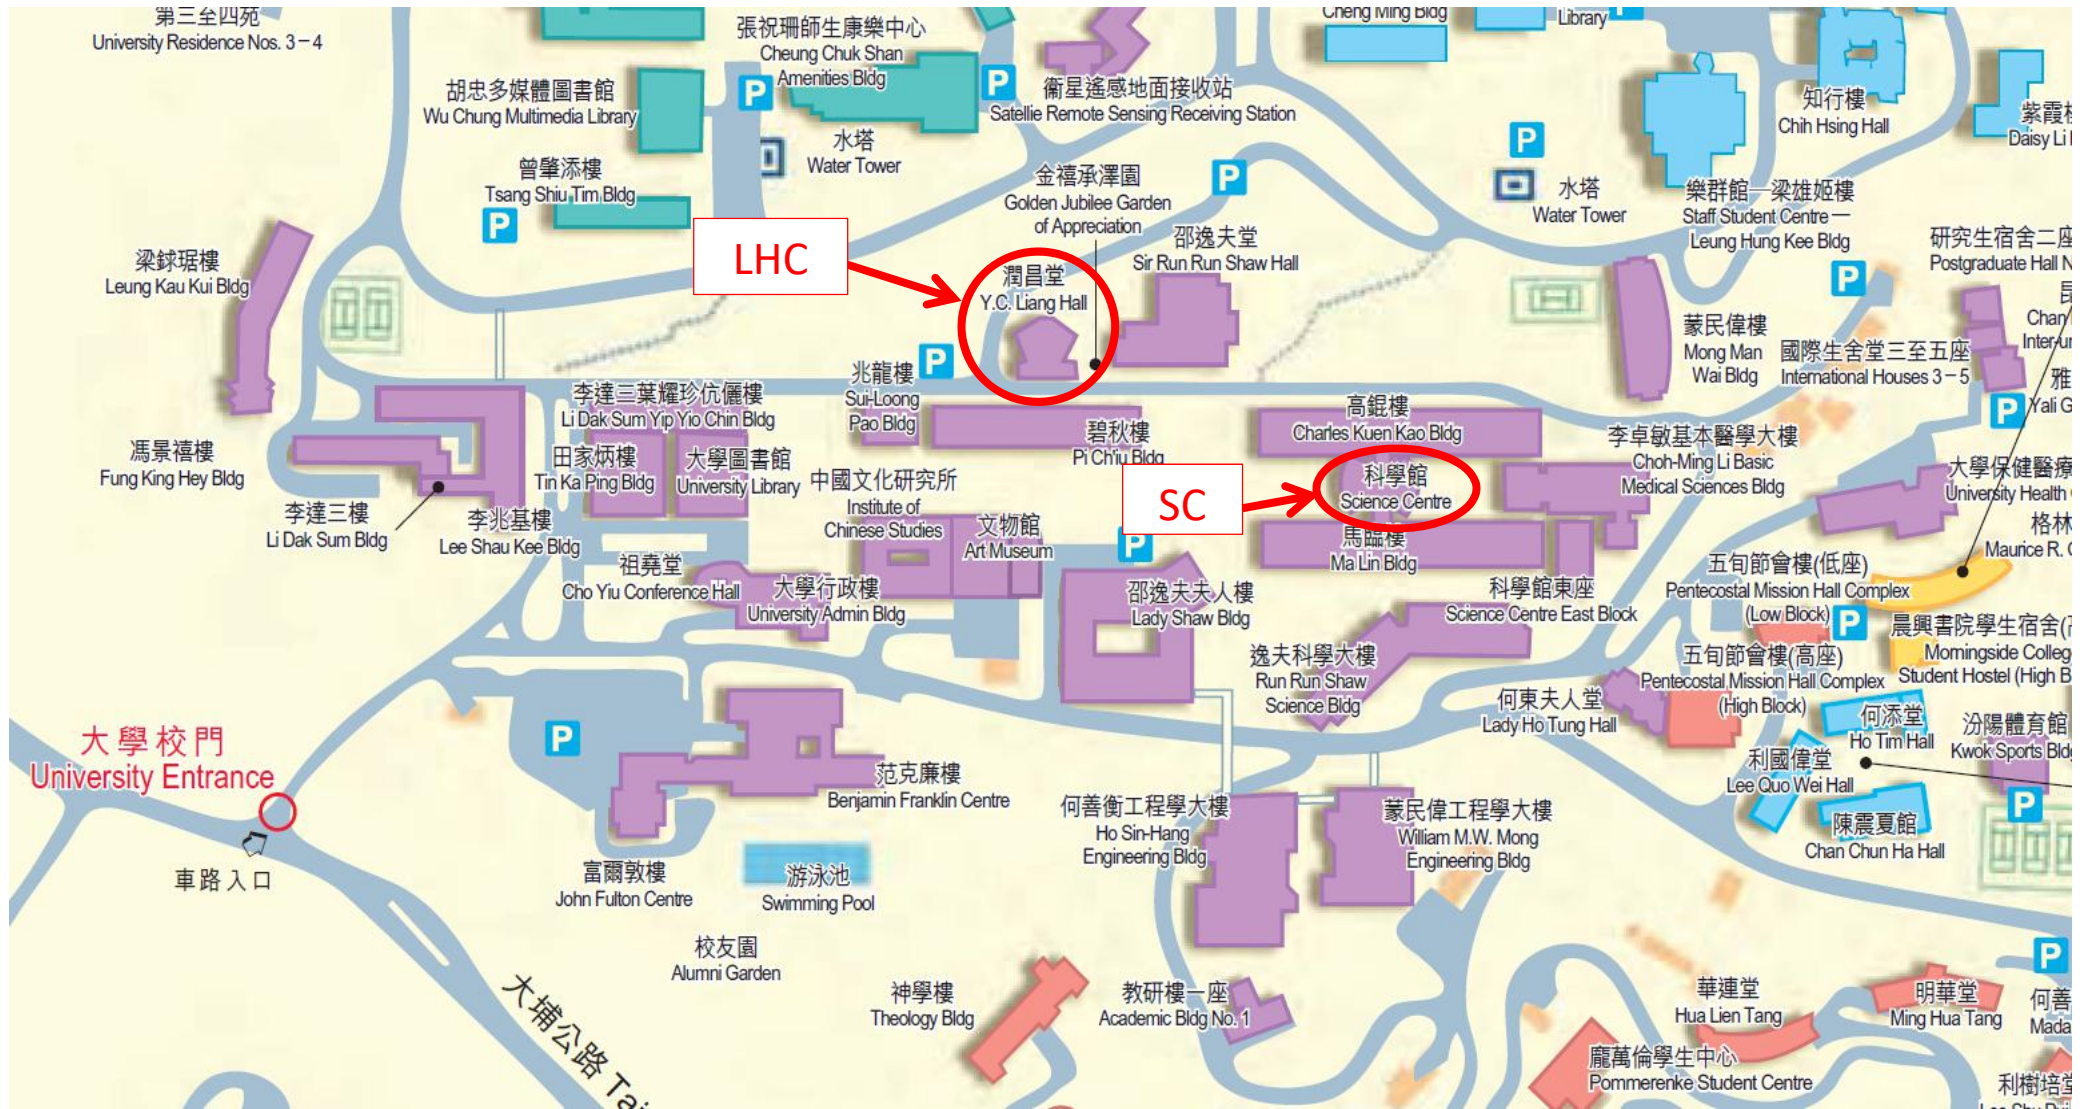 第三至四苑
University Residence Nos. 3－4
張祝珊師生康樂中心
Cheung Chuk Shan
Amenities Bldg
P
P
衞星遙感地面接收站
Satellie Remote Sensing Receiving Station
Cheng Ming Bldg
Library
胡忠多媒體圖書館
Wu Chung Multimedia Library
水塔
Water Tower
知行樓
Chih Hsing Hall
紫霞
Daisy Li
P
曾肇添樓
Tsang Shiu Tim Bldg
P
金禧承澤園
Golden Jubilee Garden
of Appreciation
P
水塔
Water Tower
樂群館－梁雄姬樓
Staff Student Centre－
Leung Hung Kee Bldg
梁銶琚樓
Leung Kau Kui Bldg
LHC
潤昌堂
Y.C. Liang Hall
邵逸夫堂
Sir Run Run Shaw Hall
研究生宿舍二座
Postgraduate Hall N
P
蒙民偉樓
Mong Man
Wai Bldg
國際生舍堂三至五座
International Houses 3－5
Chan
Inter-u
雅
Yali G
P
兆龍樓
Sui-Loong
Pao Bldg
P
李達三葉耀珍伉儷樓
Li Dak Sum Yip Yio Chin Bldg
碧秋樓
Pi Ch'iu Bldg
高錕樓
Charles Kuen Kao Bldg
馮景禧樓
Fung King Hey Bldg
田家炳樓
Tin Ka Ping Bldg
大學圖書館
University Library
中國文化研究所
Institute of
Chinese Studies
文物館
Art Museum
SC
科學館
Science Centre
李卓敏基本醫學大樓
Choh-Ming Li Basic
Medical Sciences Bldg
大學保健醫療
University Health
李達三樓
Li Dak Sum Bldg
李兆基樓
Lee Shau Kee Bldg
P
馬臨樓
Ma Lin Bldg
格林
Maurice R.
祖堯堂
Cho Yiu Conference Hall
大學行政樓
University Admin Bldg
邵逸夫夫人樓
Lady Shaw Bldg
科學館東座
Science Centre East Block
五旬節會樓(低座)
Pentecostal Mission Hall Complex
(Low Block)
P
晨興書院學生宿舍(高
Morningside Colleg
Student Hostel (High B
逸夫科學大樓
Run Run Shaw
Science Bldg
五旬節會樓(高座)
Pentecostal Mission Hall Complex
(High Block)
何東夫人堂
Lady Ho Tung Hall
何添堂
Ho Tim Hall
汾陽體育館
Kwok Sports Bld
大學校門
University Entrance
P
利國偉堂
Lee Quo Wei Hall
P
范克廉樓
Benjamin Franklin Centre
何善衡工程學大樓
Ho Sin-Hang
Engineering Bldg
蒙民偉工程學大樓
William M.W. Mong
Engineering Bldg
陳震夏館
Chan Chun Ha Hall
車路入口
富爾敦樓
John Fulton Centre
游泳池
Swimming Pool
校友園
Alumni Garden
P
大埔公路 Tai
神學樓
Theology Bldg
教研樓一座
Academic Bldg No. 1
華連堂
Hua Lien Tang
明華堂
Ming Hua Tang
何善
Mada
龐萬倫學生中心
Pommerenke Student Centre
利樹培堂